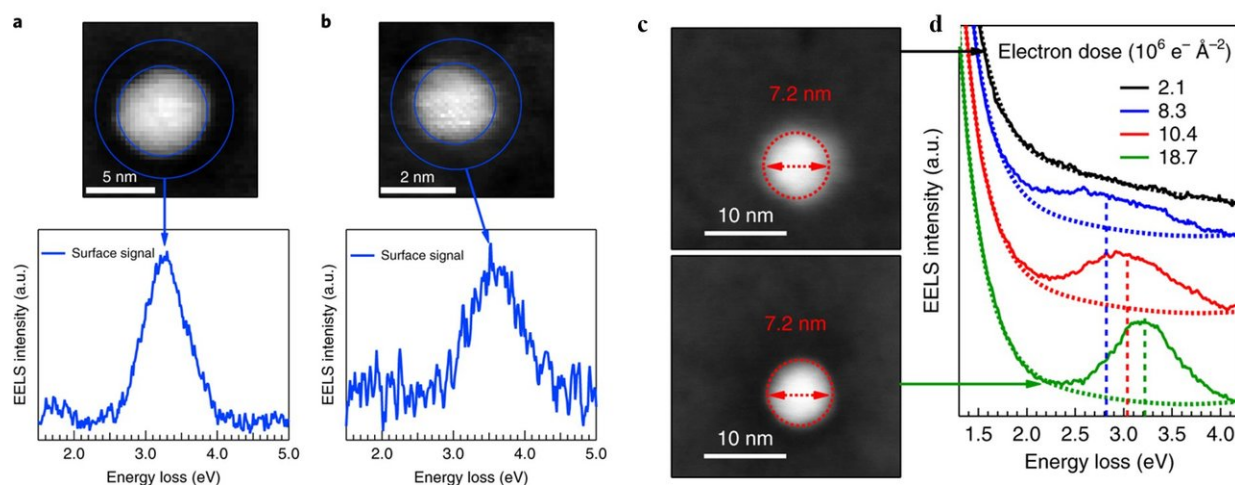 a
5 nm
Surface signal
EELS intenisty (a.u.)
2.0 3.0 4.0 5.0
Energy loss (eV)
b
2 nm
Surface signal
EELS intenisty (a.u.)
2.0 3.0 4.0 5.0
Energy loss (eV)
c
7.2 nm
10 nm
7.2 nm
10 nm
d
Electron dose (10⁶ e⁻ Å⁻²)
2.1
8.3
10.4
18.7
EELS intensity (a.u.)
1.5 2.0 2.5 3.0 3.5 4.0
Energy loss (eV)